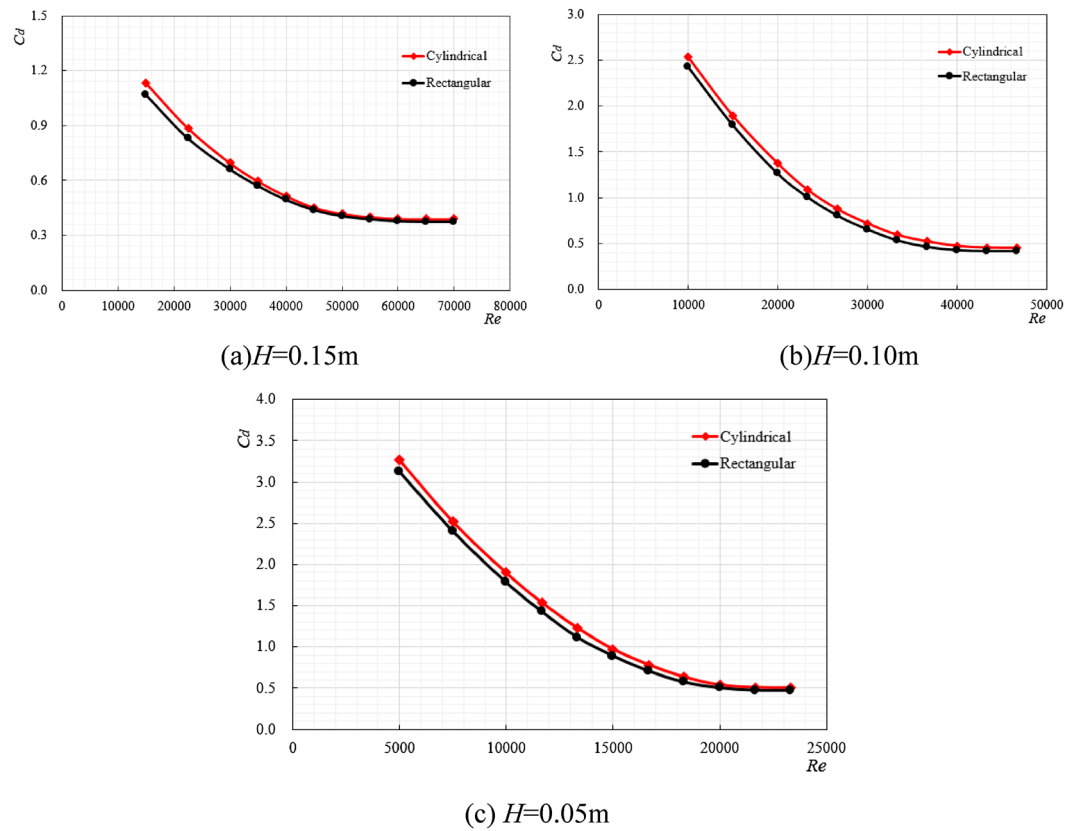 1.5
1.2
0.9
0.6
0.3
0.0
Cd
Cylindrical
Rectangular
0 10000 20000 30000 40000 50000 60000 70000 80000
Re
(a)H=0.15m
3.0
2.5
2.0
1.5
1.0
0.5
0.0
Cd
Cylindrical
Rectangular
0 10000 20000 30000 40000 50000
Re
(b)H=0.10m
4.0
3.5
3.0
2.5
2.0
1.5
1.0
0.5
0.0
Cd
Cylindrical
Rectangular
0 5000 10000 15000 20000 25000
Re
(c) H=0.05m